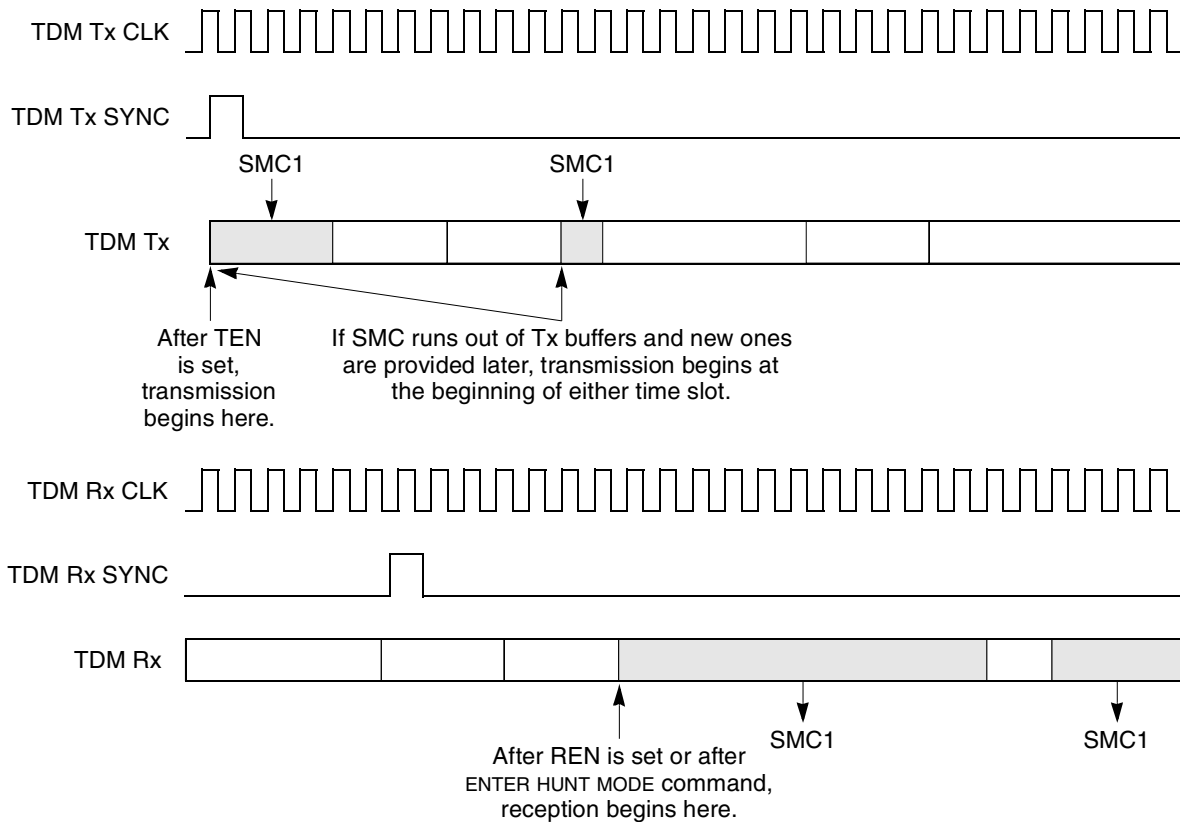 TDM Tx CLK
TDM Tx SYNC
SMC1 SMC1
TDM Tx
After TEN
is set,
transmission
begins here.
If SMC runs out of Tx buffers and new ones
are provided later, transmission begins at
the beginning of either time slot.
TDM Rx CLK
TDM Rx SYNC
TDM Rx
SMC1 SMC1
After REN is set or after
ENTER HUNT MODE command,
reception begins here.